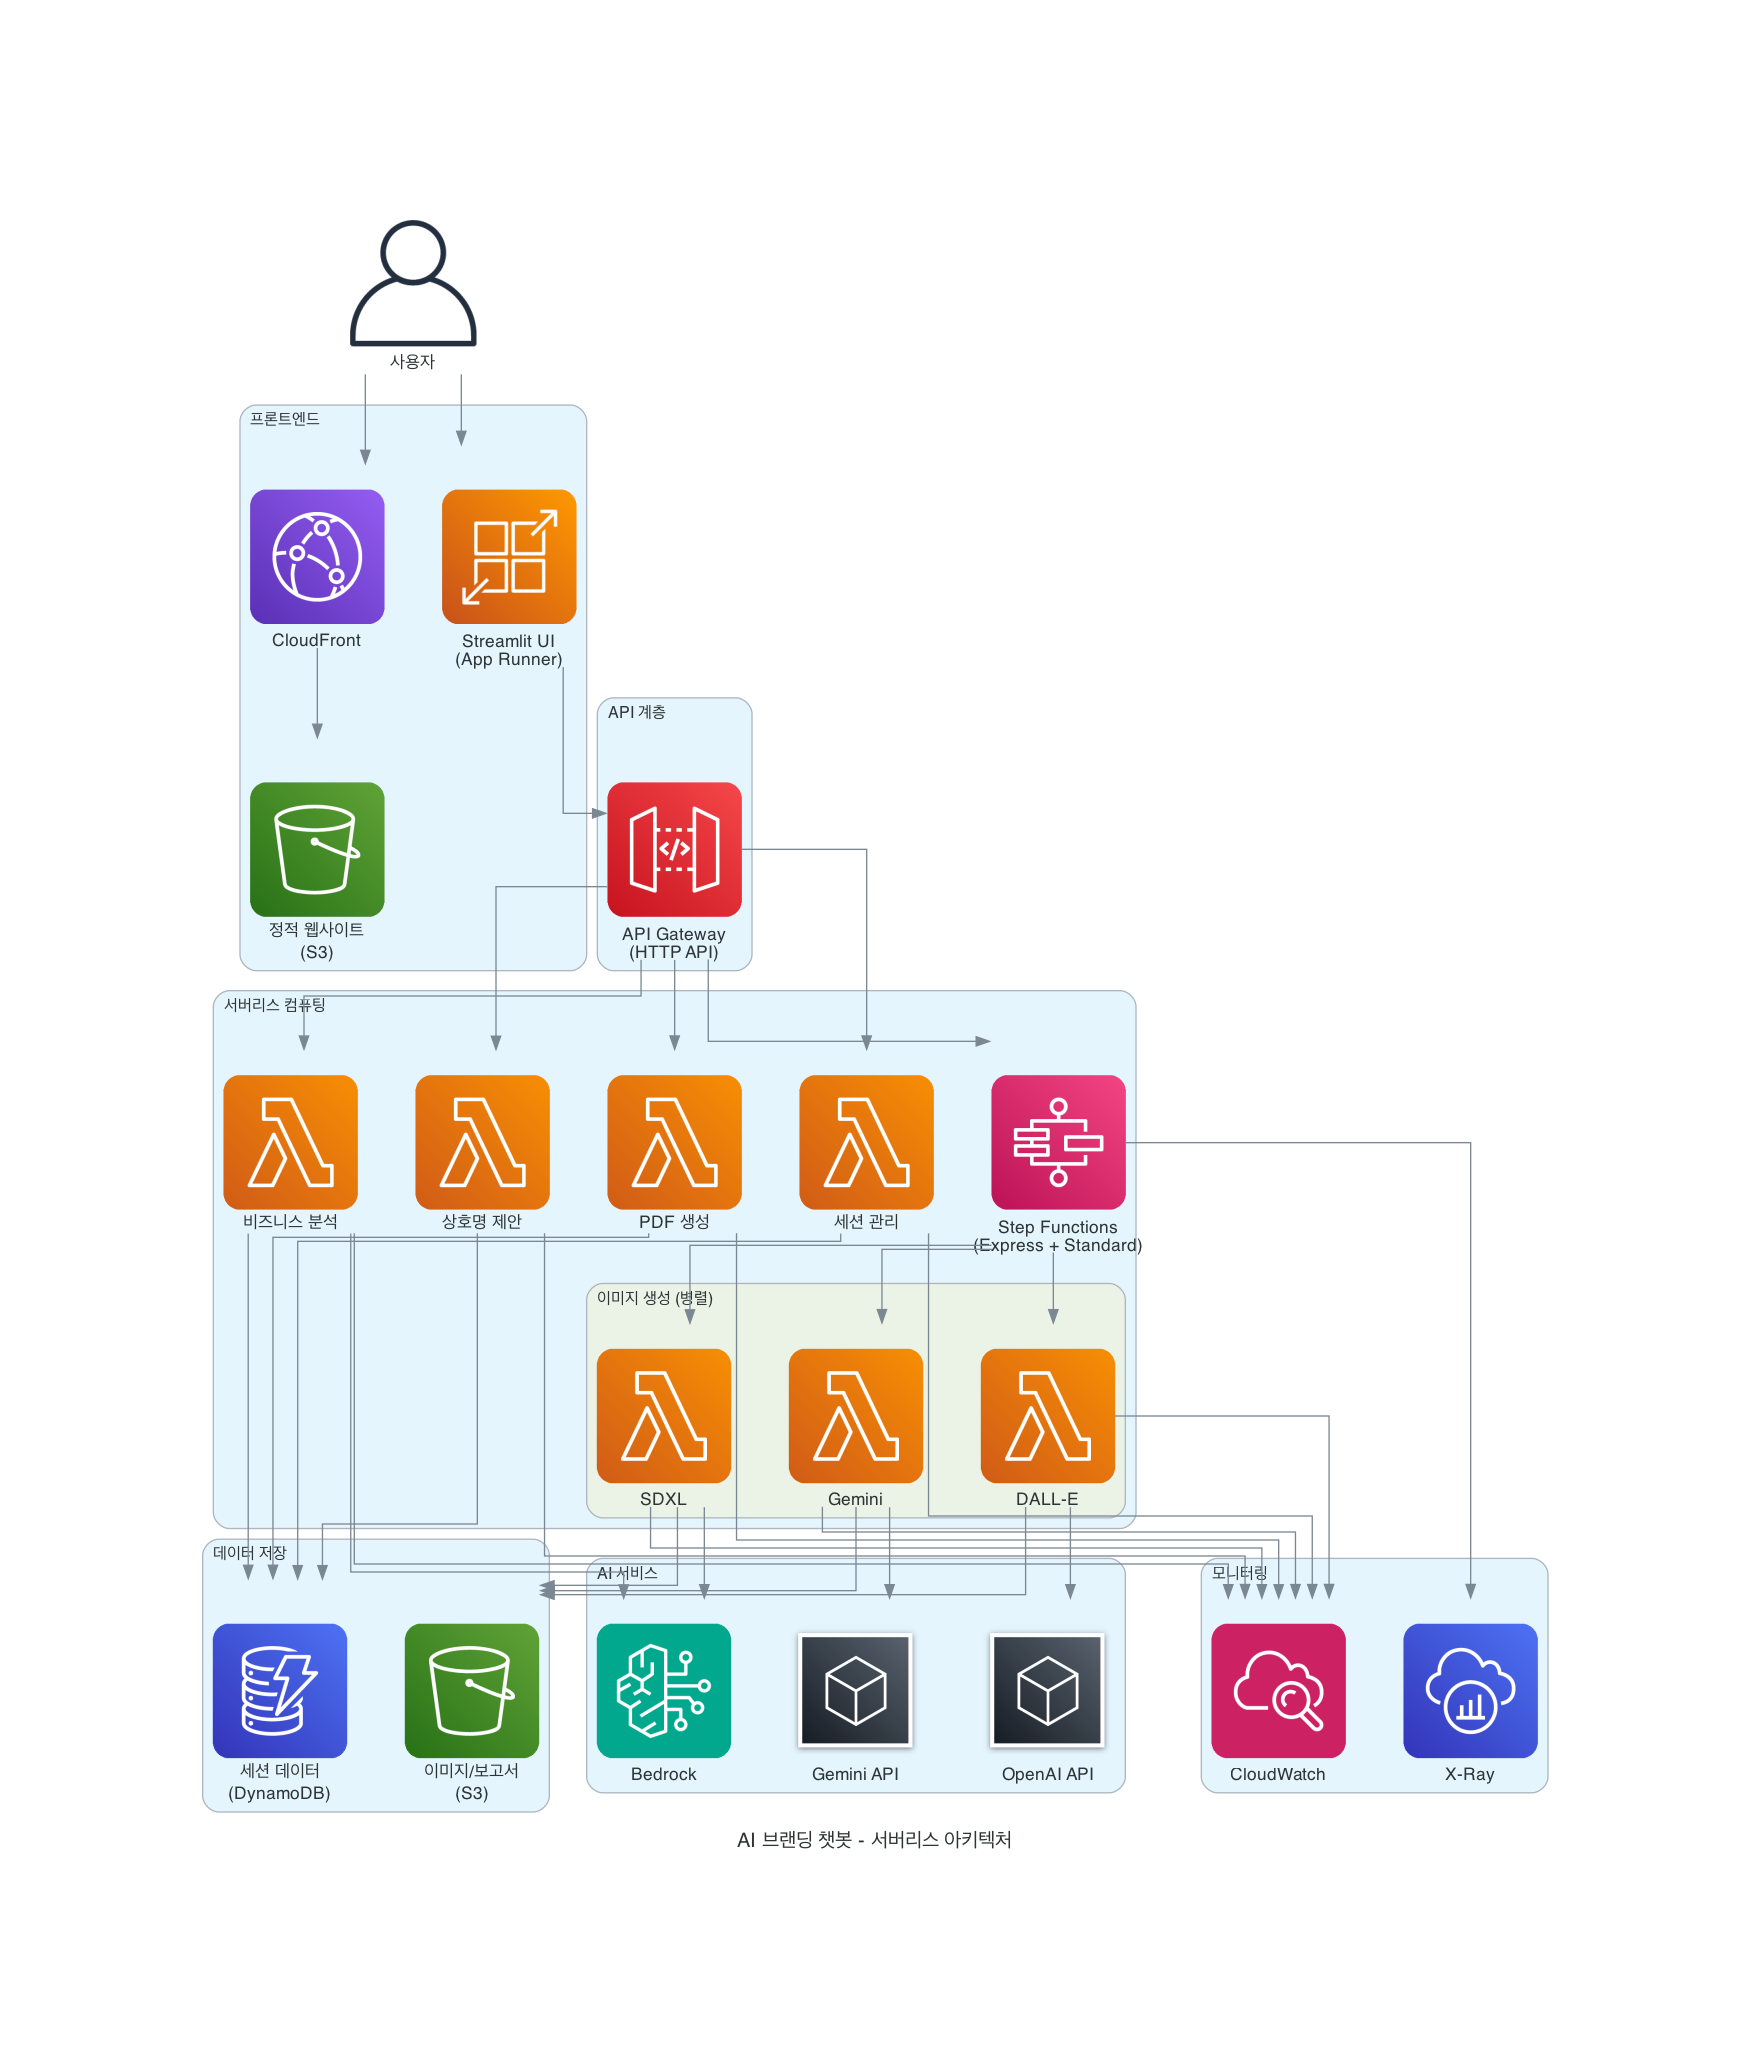 사용자
프론트엔드
CloudFront
Streamlit UI
(App Runner)
API 계층
정적 웹사이트
(S3)
API Gateway
(HTTP API)
서버리스 컴퓨팅
비즈니스 분석
상호명 제안
PDF 생성
세션 관리
Step Functions
(Express + Standard)
이미지 생성 (병렬)
SDXL
Gemini
DALL-E
데이터 저장
AI 서비스
모니터링
세션 데이터
(DynamoDB)
이미지/보고서
(S3)
Bedrock
Gemini API
OpenAI API
CloudWatch
X-Ray
AI 브랜딩 챗봇 - 서버리스 아키텍처